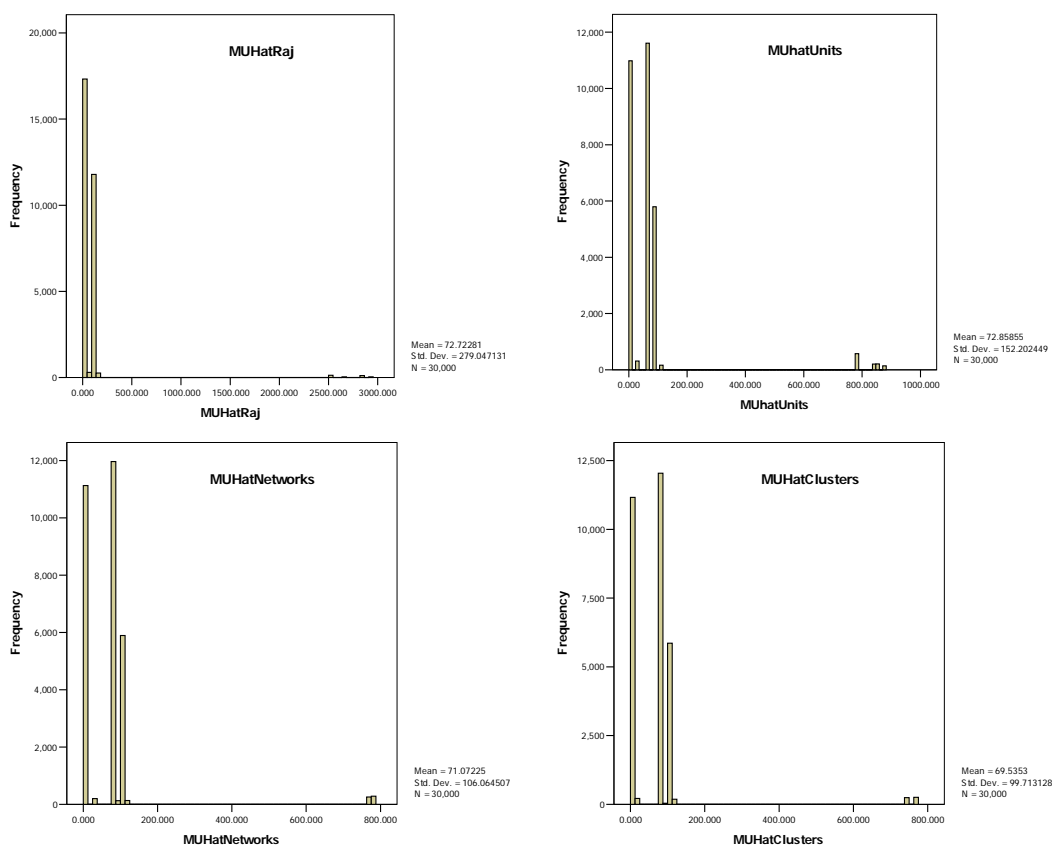 MUHatRaj
20,000
15,000
10,000
5,000
0
Frequency
0.000 500.000 1000.000 1500.000 2000.000 2500.000 3000.000
MUHatRaj
Mean = 72.72281
Std. Dev. = 279.047131
N = 30,000
MUhatUnits
12,000
10,000
8,000
6,000
4,000
2,000
0
Frequency
0.000 200.000 400.000 600.000 800.000 1000.000
MUhatUnits
Mean = 72.85855
Std. Dev. = 152.202449
N = 30,000
MUHatNetworks
12,000
10,000
8,000
6,000
4,000
2,000
0
Frequency
0.000 200.000 400.000 600.000 800.000
MUHatNetworks
Mean = 71.07225
Std. Dev. = 106.064507
N = 30,000
MUHatClusters
12,500
10,000
7,500
5,000
2,500
0
Frequency
0.000 200.000 400.000 600.000 800.000
MUHatClusters
Mean = 69.5353
Std. Dev. = 99.713128
N = 30,000